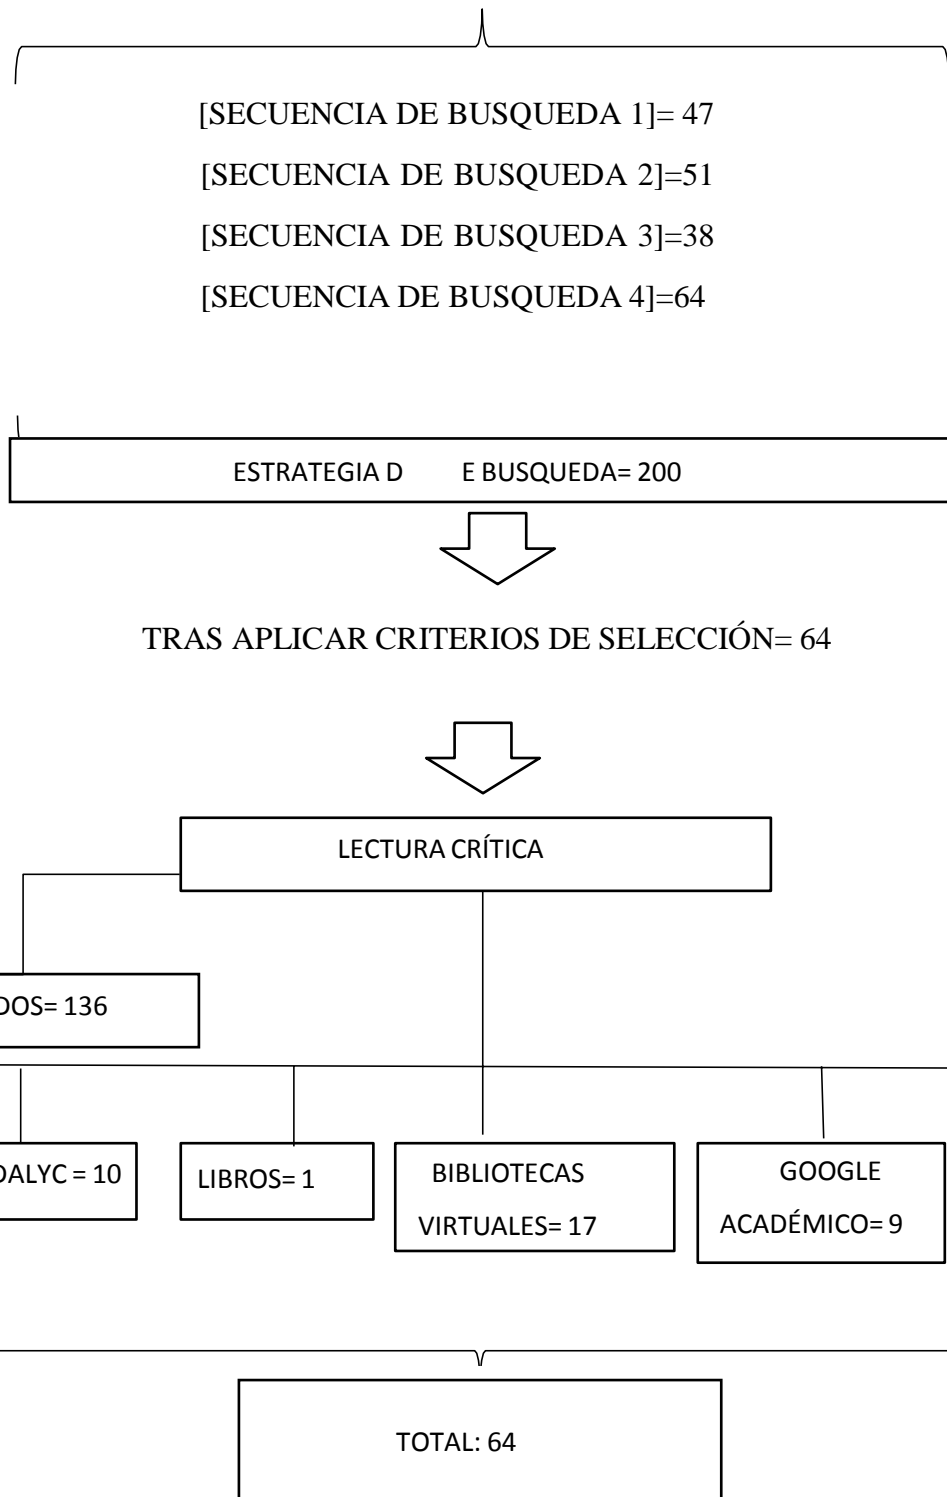 [SECUENCIA DE BUSQUEDA 1]= 47
[SECUENCIA DE BUSQUEDA 2]=51
[SECUENCIA DE BUSQUEDA 3]=38
[SECUENCIA DE BUSQUEDA 4]=64
ESTRATEGIA D E BUSQUEDA= 200
TRAS APLICAR CRITERIOS DE SELECCIÓN= 64
LECTURA CRÍTICA
DOS= 136
DALYC = 10
LIBROS= 1
BIBLIOTECAS
VIRTUALES= 17
GOOGLE
ACADÉMICO= 9
TOTAL: 64